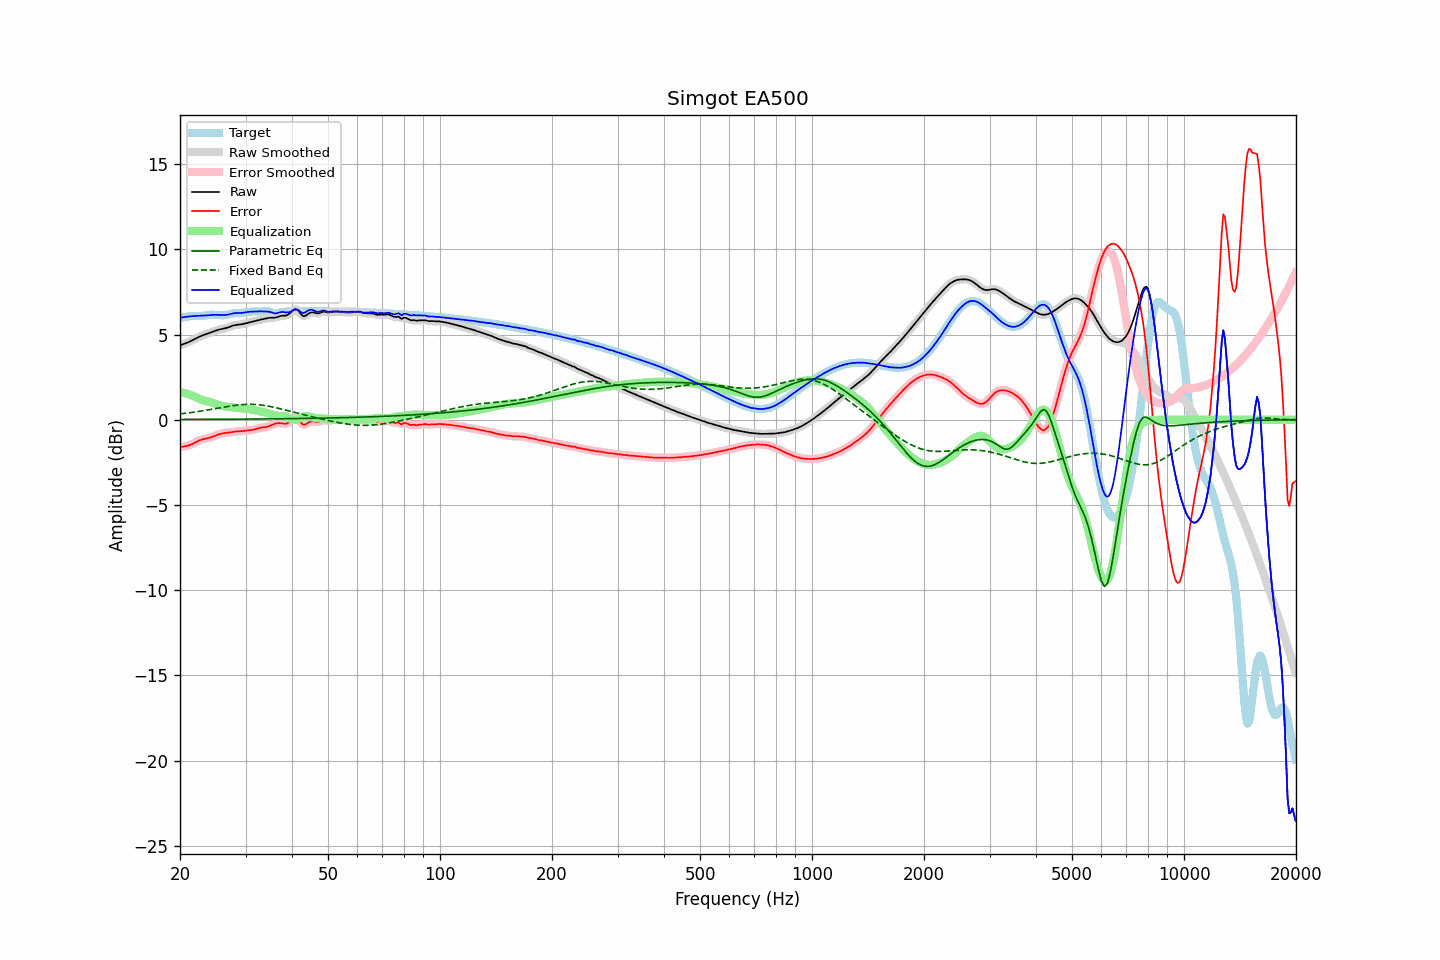 Simgot EA500
Target
Raw Smoothed
Error Smoothed
Raw
Error
Equalization
Parametric Eq
Fixed Band Eq
Equalized
15
10
5
0
−5
−10
−15
−20
−25
Amplitude (dBr)
20 50 100 200 500 1000 2000 5000 10000 20000
Frequency (Hz)